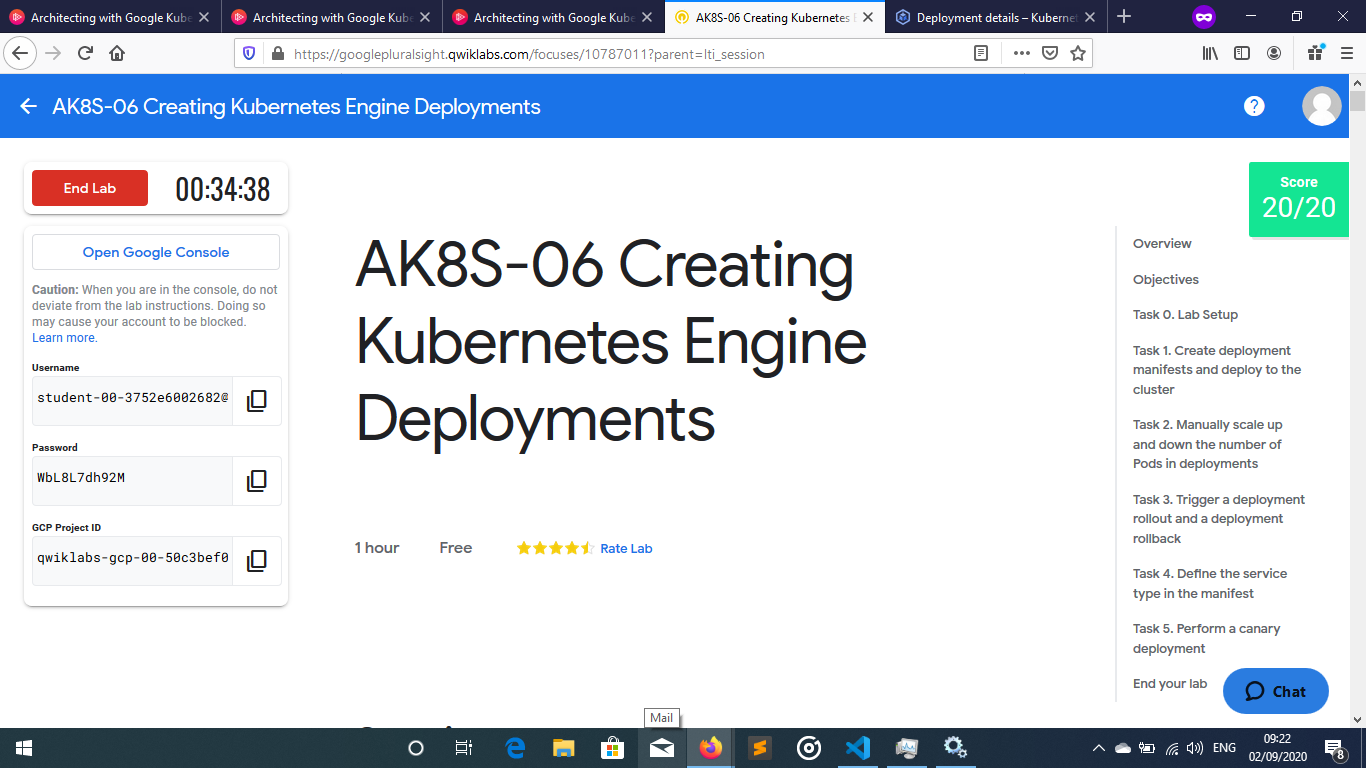 Architecting with Google Kube
Architecting with Google Kube
Architecting with Google Kube
AK8S-06 Creating Kubernetes
Deployment details – Kuberne
https://googlepluralsight.qwiklabs.com/focuses/10787011?parent=lti_session
AK8S-06 Creating Kubernetes Engine Deployments
End Lab
00:34:38
Open Google Console
Caution: When you are in the console, do not
deviate from the lab instructions. Doing so
may cause your account to be blocked.
Learn more.
Username
student-00-3752e6002682@
Password
WbL8L7dh92M
GCP Project ID
qwiklabs-gcp-00-50c3bef0
AK8S-06 Creating
Kubernetes Engine
Deployments
1 hour
Free
Rate Lab
Score
20/20
Overview
Objectives
Task 0. Lab Setup
Task 1. Create deployment
manifests and deploy to the
cluster
Task 2. Manually scale up
and down the number of
Pods in deployments
Task 3. Trigger a deployment
rollout and a deployment
rollback
Task 4. Define the service
type in the manifest
Task 5. Perform a canary
deployment
End your lab
Chat
Mail
ENG
09:22
02/09/2020
8